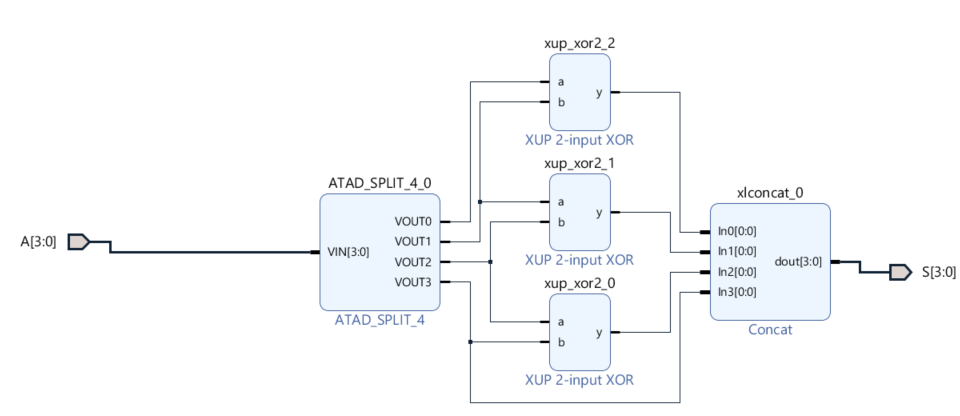 xup_xor2_2
a
b
y
XUP 2-input XOR
xup_xor2_1
a
b
y
XUP 2-input XOR
xup_xor2_0
a
b
y
XUP 2-input XOR
ATAD_SPLIT_4_0
VIN[3:0]
VOUT0
VOUT1
VOUT2
VOUT3
ATAD_SPLIT_4
A[3:0]
xlconcat_0
In0[0:0]
In1[0:0]
In2[0:0]
In3[0:0]
dout[3:0]
Concat
S[3:0]